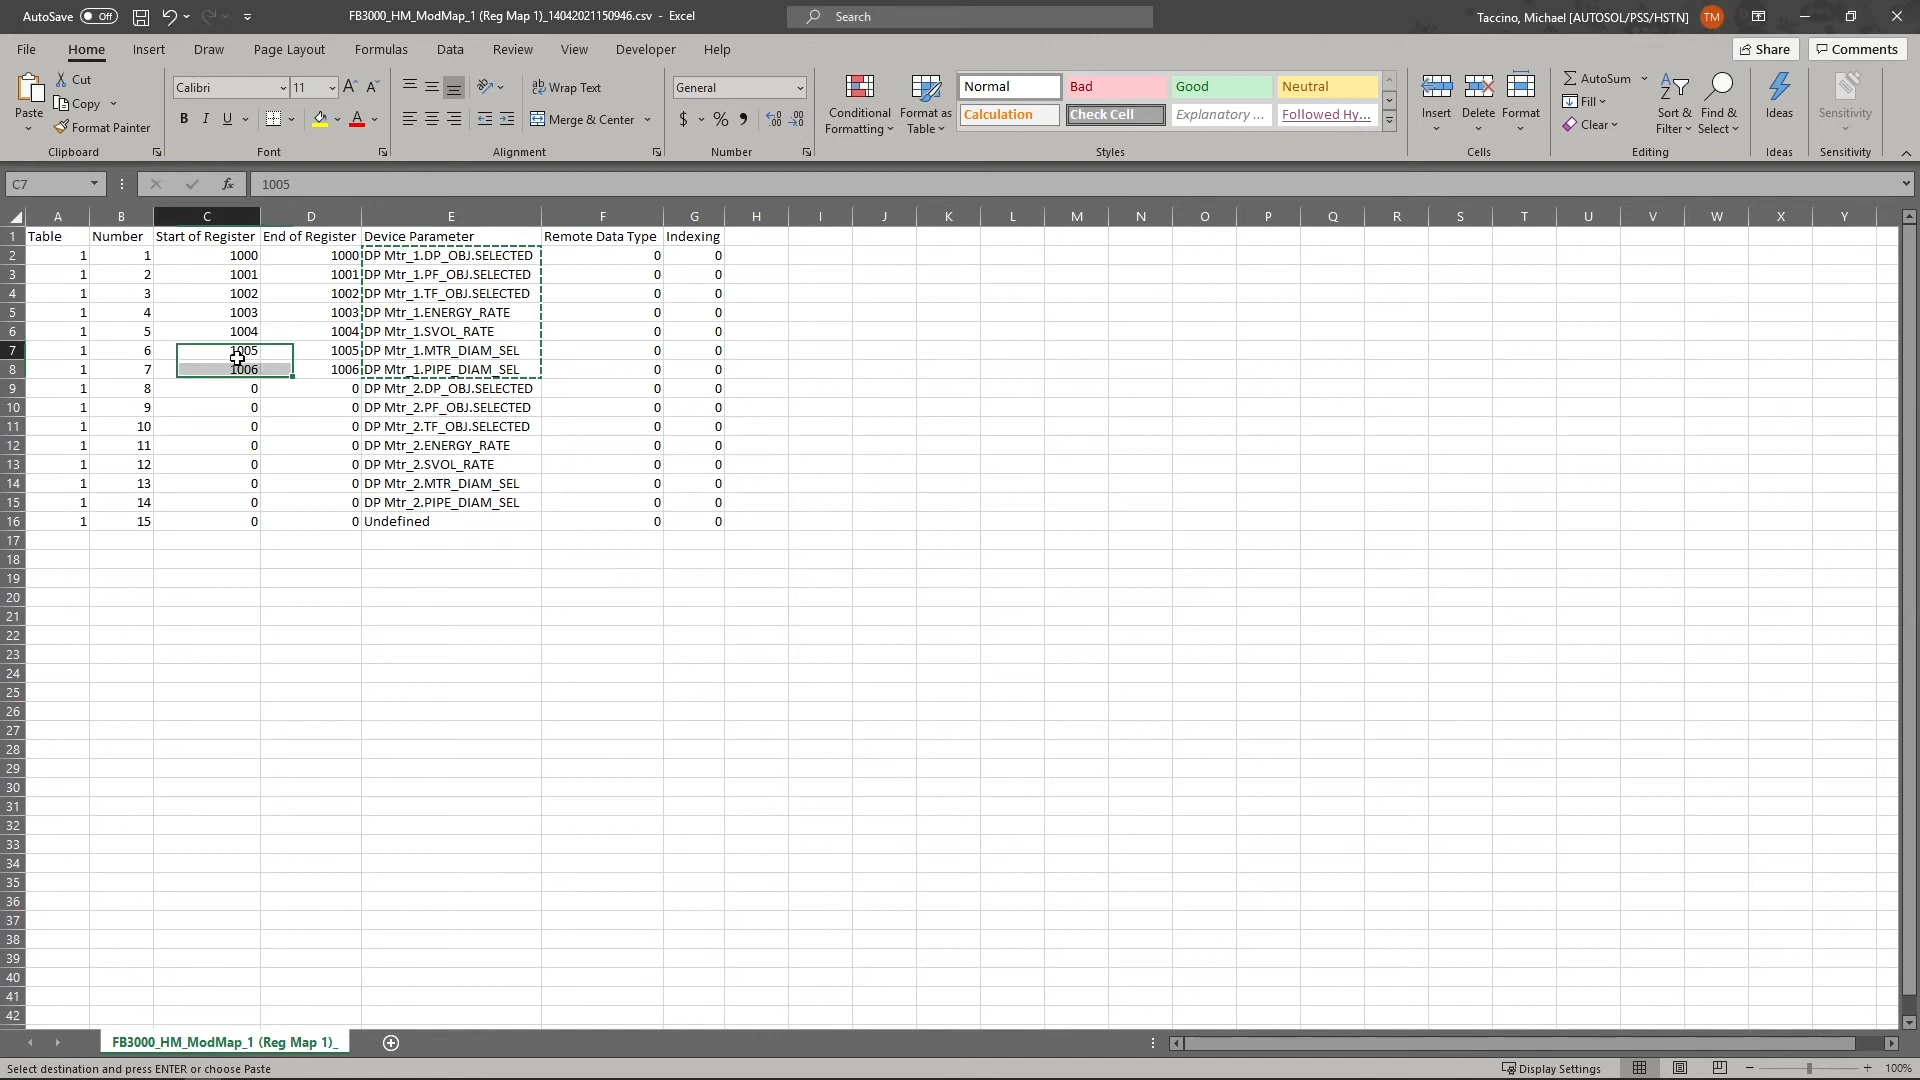 AutoSave Off FB3000_HM_ModMap_1 (Reg Map 1)_14042021150946.csv - Excel Search Taccino, Michael [AUTOSOL/PSS/HSTN] TM
File Home Insert Draw Page Layout Formulas Data Review View Developer Help Share Comments
Paste Cut Copy Format Painter
Clipboard
Calibri 11 A A B I U A
Font
Wrap Text
Merge & Center
Alignment
General
$ % 9
Number
Conditional Formatting
Format as Table
Normal Bad Good Neutral
Calculation Check Cell Explanatory ... Followed Hy...
Styles
Insert Delete Format
Cells
AutoSum
Fill
Clear
Sort & Filter
Find & Select
Editing
Ideas
Ideas
Sensitivity
Sensitivity
C7 fx 1005
A B C D E F G H I J K L M N O P Q R S T U V W X Y
1 Table Number Start of Register End of Register Device Parameter Remote Data Type Indexing
2 1 1 1000 1000 DP Mtr_1.DP_OBJ.SELECTED 0 0
3 1 2 1001 1001 DP Mtr_1.PF_OBJ.SELECTED 0 0
4 1 3 1002 1002 DP Mtr_1.TF_OBJ.SELECTED 0 0
5 1 4 1003 1003 DP Mtr_1.ENERGY_RATE 0 0
6 1 5 1004 1004 DP Mtr_1.SVOL_RATE 0 0
7 1 6 1005 1005 DP Mtr_1.MTR_DIAM_SEL 0 0
8 1 7 1006 1006 DP Mtr_1.PIPE_DIAM_SEL 0 0
9 1 8 0 0 DP Mtr_2.DP_OBJ.SELECTED 0 0
10 1 9 0 0 DP Mtr_2.PF_OBJ.SELECTED 0 0
11 1 10 0 0 DP Mtr_2.TF_OBJ.SELECTED 0 0
12 1 11 0 0 DP Mtr_2.ENERGY_RATE 0 0
13 1 12 0 0 DP Mtr_2.SVOL_RATE 0 0
14 1 13 0 0 DP Mtr_2.MTR_DIAM_SEL 0 0
15 1 14 0 0 DP Mtr_2.PIPE_DIAM_SEL 0 0
16 1 15 0 0 Undefined 0 0
17
18
19
20
21
22
23
24
25
26
27
28
29
30
31
32
33
34
35
36
37
38
39
40
41
42
FB3000_HM_ModMap_1 (Reg Map 1)_
Select destination and press ENTER or choose Paste Display Settings 100%